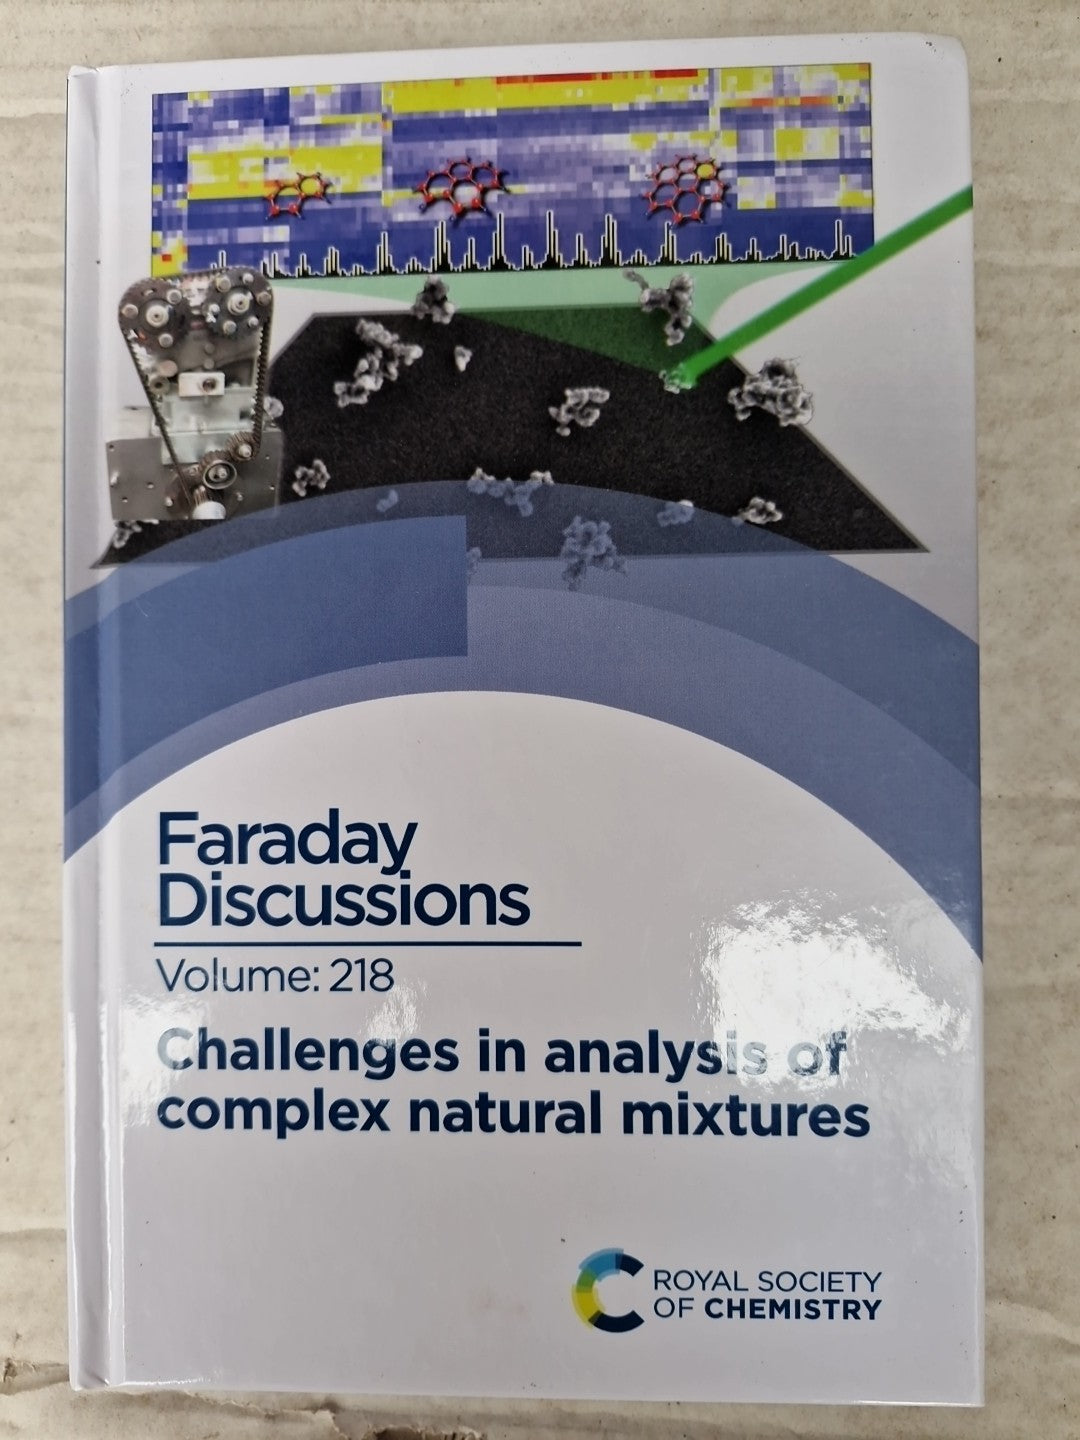 Faraday
Discussions
Volume: 218
Challenges in analysis of
complex natural mixtures
ROYAL SOCIETY
OF CHEMISTRY